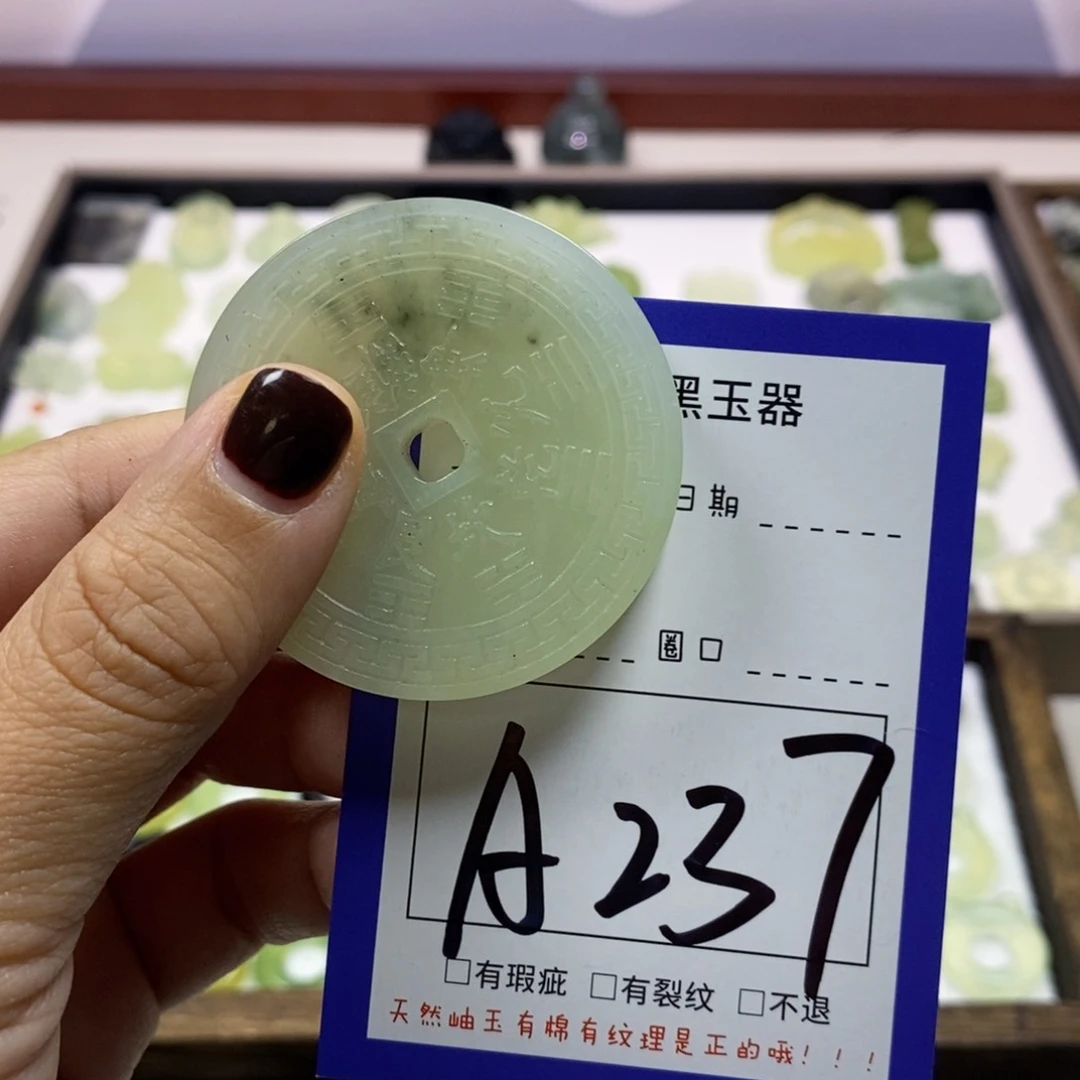 黑玉器
日期
圈口
A237
□有瑕疵 □有裂纹 □不退
天然岫玉有棉有纹理是正的哦！！！